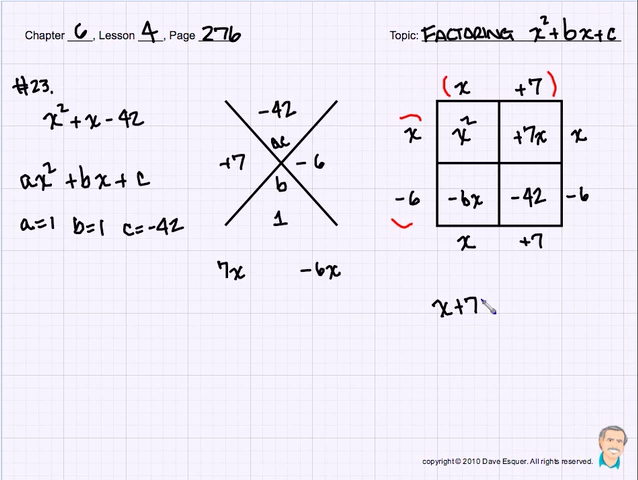 Chapter 6, Lesson 4, Page 276
Topic: FACTORING x²+bx+c
#23.
x²+x-42
ax²+bx+c
a=1 b=1 c=-42
-42
ac
+7 -6
b
1
7x -6x
(x +7)
x x² +7x x
-6 -6x -42 -6
x +7
x+7
copyright © 2010 Dave Esquer. All rights reserved.